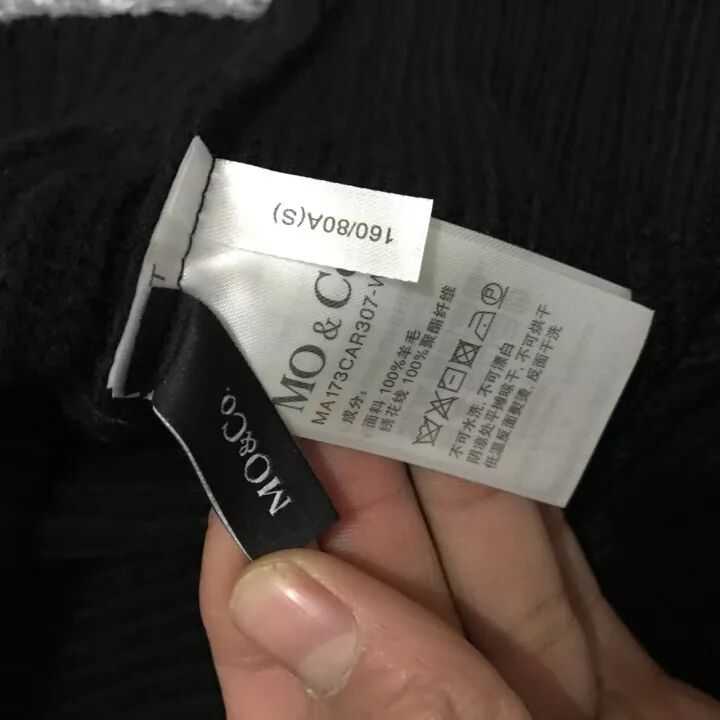 160/80A(S)
MO & Co
MA173CAR307-
成分:
面料 100%羊毛
绣花线 100%聚酯纤维
不可水洗, 不可漂白
阴凉处平摊晾干, 不可烘干
低温反面熨烫, 反面干洗
MO&Co.